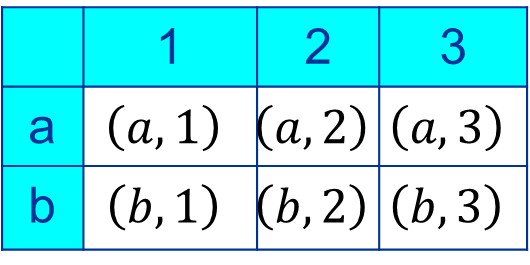 1 2 3
a (a, 1) (a, 2) (a, 3)
b (b, 1) (b, 2) (b, 3)